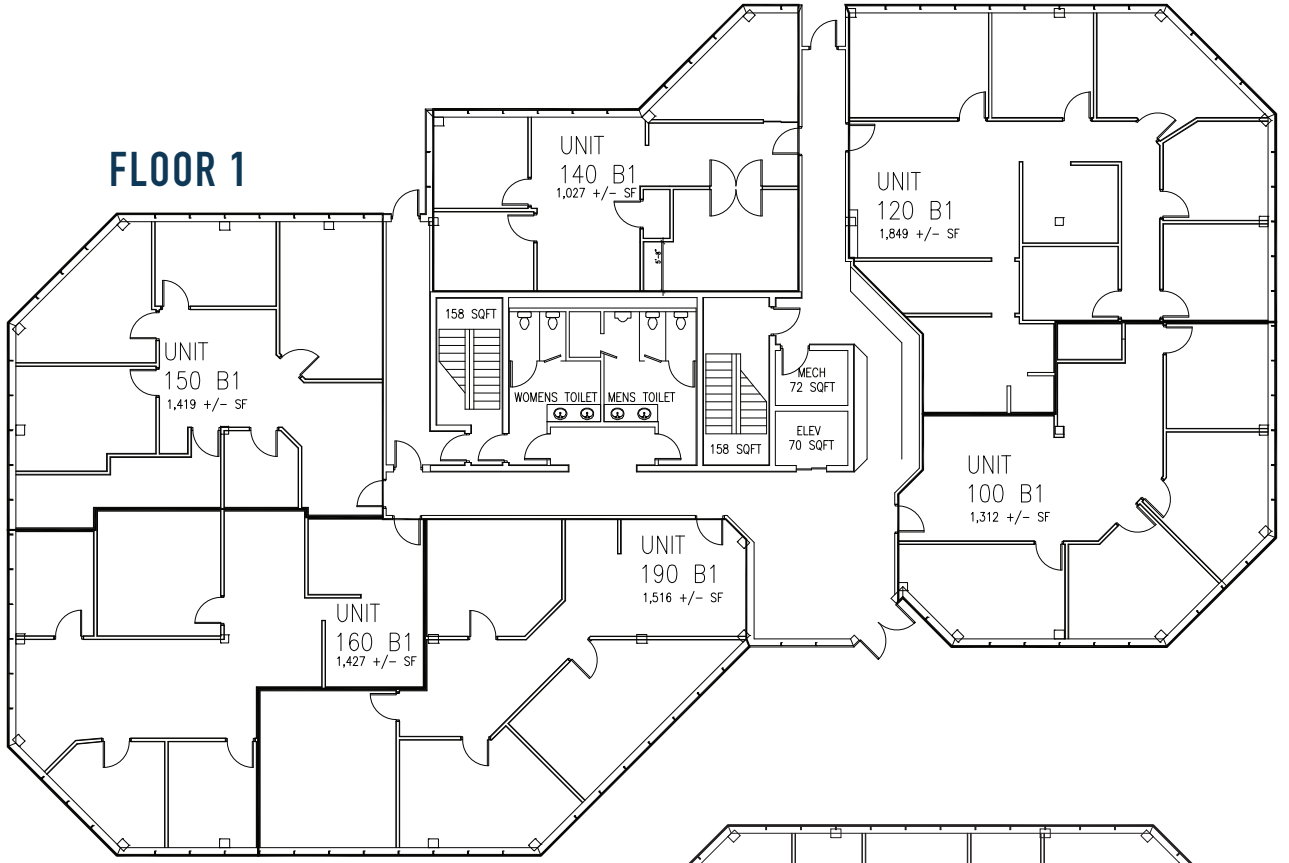 FLOOR 1
UNIT
140 B1
1,027 +/- SF
5'-8"
UNIT
120 B1
1,849 +/- SF
158 SQFT
UNIT
150 B1
1,419 +/- SF
WOMENS TOILET
MENS TOILET
MECH
72 SQFT
158 SQFT
ELEV
70 SQFT
UNIT
100 B1
1,312 +/- SF
UNIT
190 B1
1,516 +/- SF
UNIT
160 B1
1,427 +/- SF